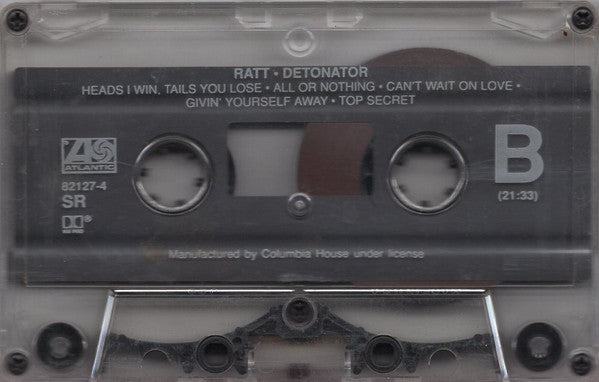 RATT • DETONATOR
HEADS I WIN, TAILS YOU LOSE • ALL OR NOTHING • CAN'T WAIT ON LOVE •
GIVIN' YOURSELF AWAY • TOP SECRET
ATLANTIC
82127-4
SR
B
(21:33)
Manufactured by Columbia House under license